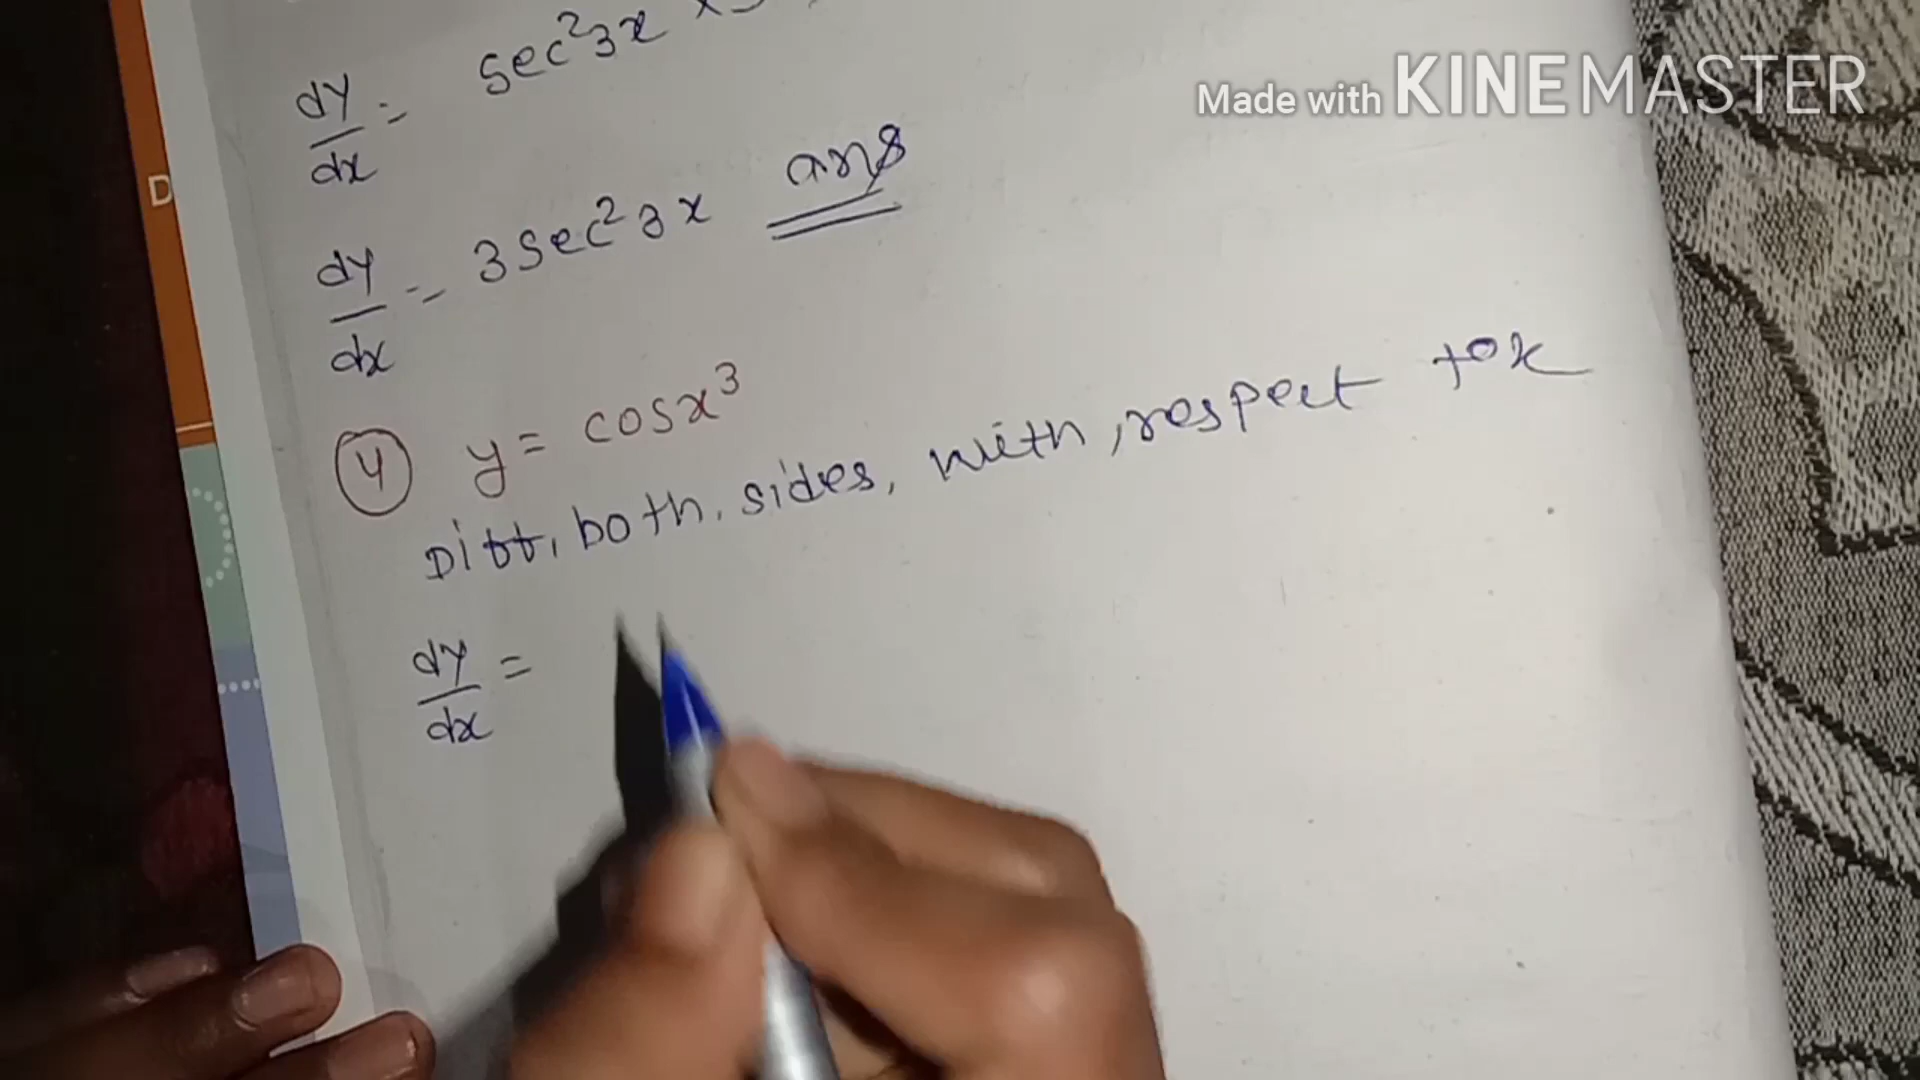 dy/dx = sec²3x ×
Made with KINEMASTER
dy/dx = 3sec²3x ans
D
(4) y = cosx³
Diff, both, sides, with, respect to x
dy/dx =